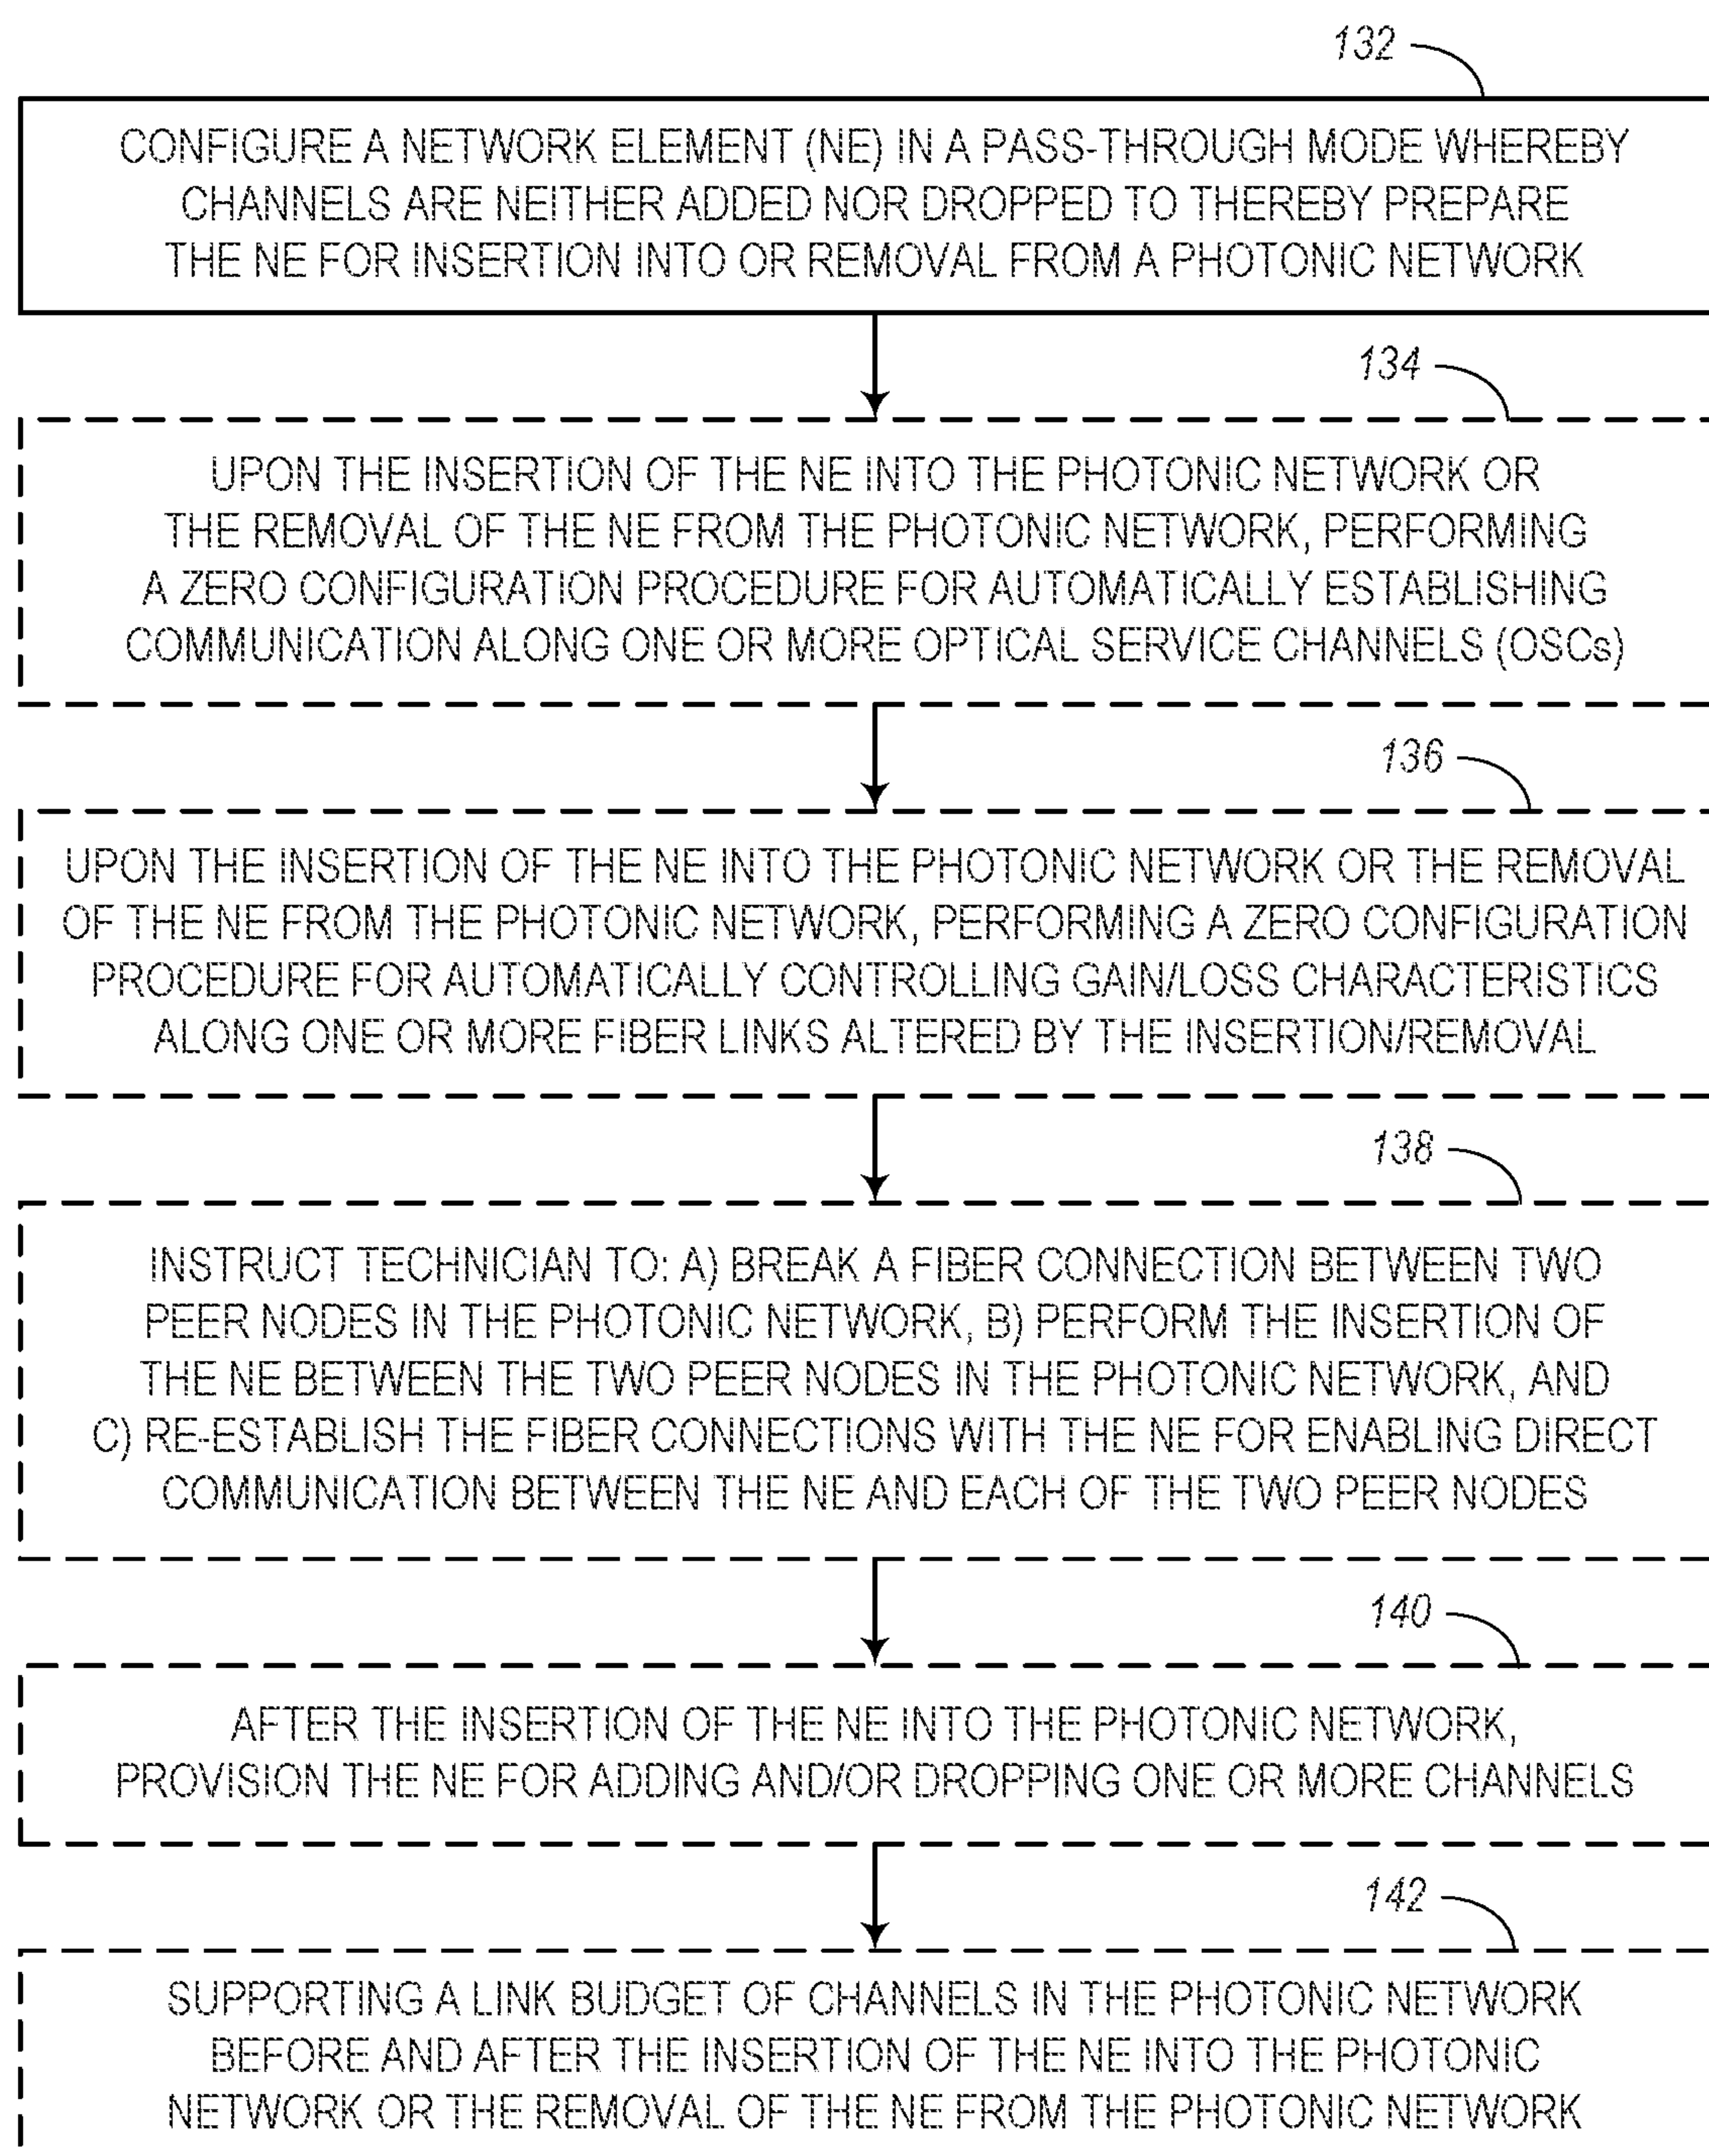 132
CONFIGURE A NETWORK ELEMENT (NE) IN A PASS-THROUGH MODE WHEREBY
CHANNELS ARE NEITHER ADDED NOR DROPPED TO THEREBY PREPARE
THE NE FOR INSERTION INTO OR REMOVAL FROM A PHOTONIC NETWORK
134
UPON THE INSERTION OF THE NE INTO THE PHOTONIC NETWORK OR
THE REMOVAL OF THE NE FROM THE PHOTONIC NETWORK, PERFORMING
A ZERO CONFIGURATION PROCEDURE FOR AUTOMATICALLY ESTABLISHING
COMMUNICATION ALONG ONE OR MORE OPTICAL SERVICE CHANNELS (OSCs)
136
UPON THE INSERTION OF THE NE INTO THE PHOTONIC NETWORK OR THE REMOVAL
OF THE NE FROM THE PHOTONIC NETWORK, PERFORMING A ZERO CONFIGURATION
PROCEDURE FOR AUTOMATICALLY CONTROLLING GAIN/LOSS CHARACTERISTICS
ALONG ONE OR MORE FIBER LINKS ALTERED BY THE INSERTION/REMOVAL
138
INSTRUCT TECHNICIAN TO: A) BREAK A FIBER CONNECTION BETWEEN TWO
PEER NODES IN THE PHOTONIC NETWORK, B) PERFORM THE INSERTION OF
THE NE BETWEEN THE TWO PEER NODES IN THE PHOTONIC NETWORK, AND
C) RE-ESTABLISH THE FIBER CONNECTIONS WITH THE NE FOR ENABLING DIRECT
COMMUNICATION BETWEEN THE NE AND EACH OF THE TWO PEER NODES
140
AFTER THE INSERTION OF THE NE INTO THE PHOTONIC NETWORK,
PROVISION THE NE FOR ADDING AND/OR DROPPING ONE OR MORE CHANNELS
142
SUPPORTING A LINK BUDGET OF CHANNELS IN THE PHOTONIC NETWORK
BEFORE AND AFTER THE INSERTION OF THE NE INTO THE PHOTONIC
NETWORK OR THE REMOVAL OF THE NE FROM THE PHOTONIC NETWORK